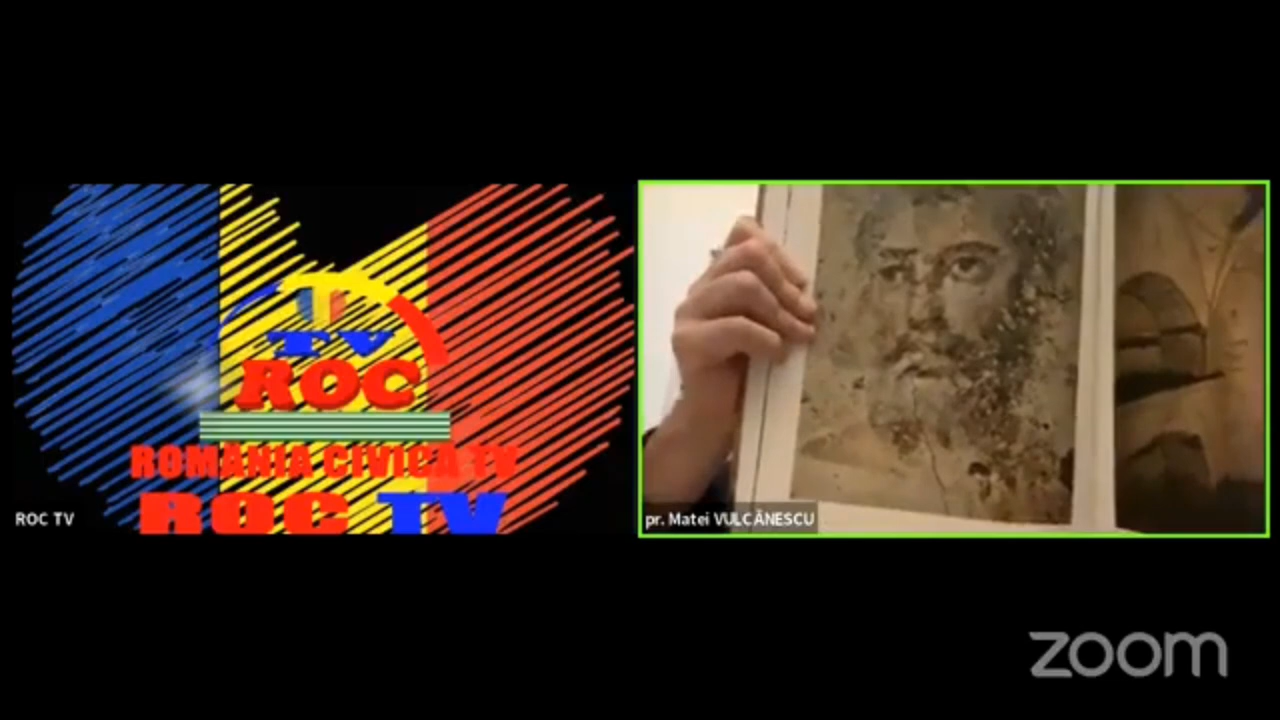 TV
ROC
ROMANIA CIVICA TV
ROC TV
ROC TV
pr. Matei VULCĂNESCU
zoom